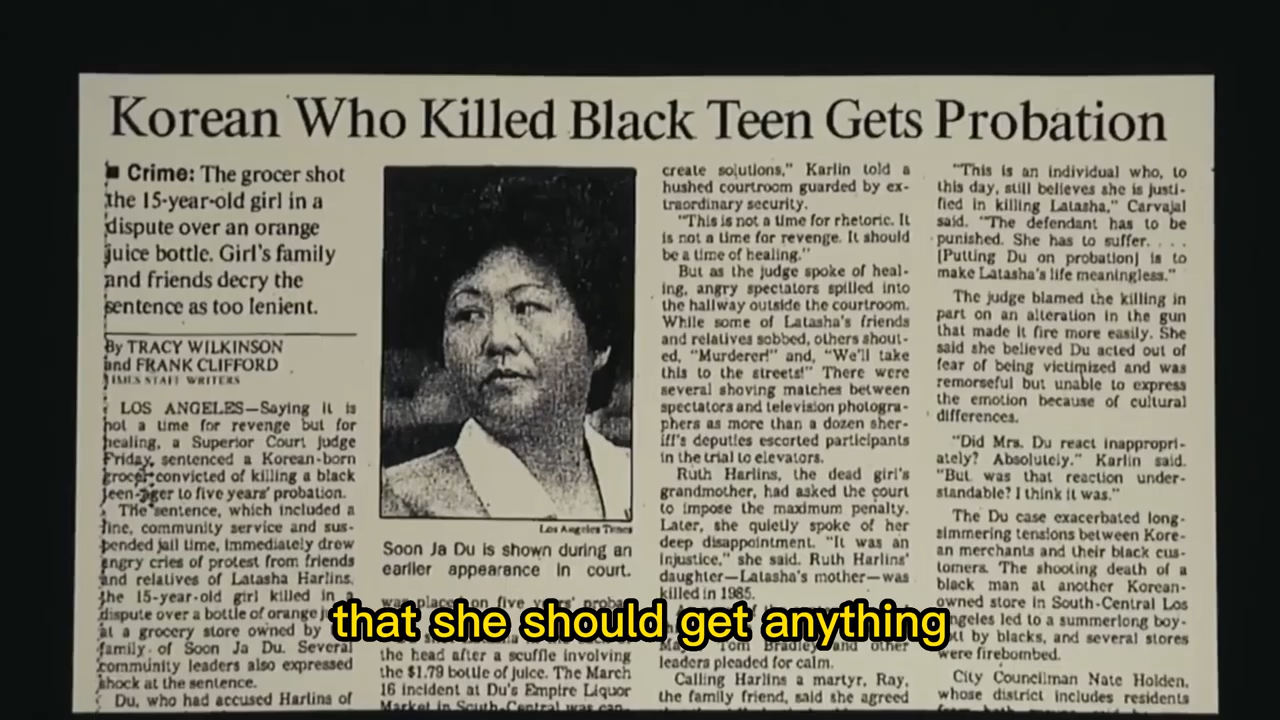 Korean Who Killed Black Teen Gets Probation
Crime: The grocer shot
the 15-year-old girl in a
dispute over an orange
juice bottle. Girl's family
and friends decry the
sentence as too lenient.
By TRACY WILKINSON
and FRANK CLIFFORD
TIMES STAFF WRITERS
LOS ANGELES—Saying it is
not a time for revenge but for
healing, a Superior Court judge
Friday sentenced a Korean-born
grocer convicted of killing a black
teen-ager to five years' probation.
The sentence, which included a
fine, community service and sus-
pended jail time, immediately drew
angry cries of protest from friends
and relatives of Latasha Harlins,
the 15-year-old girl killed in a
dispute over a bottle of orange
at a grocery store owned by
family of Soon Ja Du. Several
community leaders also expressed
shock at the sentence.
Du, who had accused Harlins of
Los Angeles Times
Soon Ja Du is shown during an
earlier appearance in court.
was placed on five years'
the head after a scuffle involving
the $1.79 bottle of juice. The March
16 incident at Du's Empire Liquor
Market in South-Central was
create solutions," Karlin told a
hushed courtroom guarded by ex-
traordinary security.
"This is not a time for rhetoric. It
is not a time for revenge. It should
be a time of healing."
But as the judge spoke of heal-
ing, angry spectators spilled into
the hallway outside the courtroom.
While some of Latasha's friends
and relatives sobbed, others shout-
ed, "Murderer!" and, "We'll take
this to the streets!" There were
several shoving matches between
spectators and television photogra-
phers as more than a dozen sher-
iff's deputies escorted participants
in the trial to elevators.
Ruth Harlins, the dead girl's
grandmother, had asked the court
to impose the maximum penalty.
Later, she quietly spoke of her
deep disappointment. "It was an
injustice," she said. Ruth Harlins'
daughter—Latasha's mother—was
killed in 1985.
Tom Bradley and other
leaders pleaded for calm.
Calling Harlins a martyr, Ray,
the family friend, said she agreed
"This is an individual who, to
this day, still believes she is justi-
fied in killing Latasha," Carvajal
said. "The defendant has to be
punished. She has to suffer. . . .
[Putting Du on probation] is to
make Latasha's life meaningless."
The judge blamed the killing in
part on an alteration in the gun
that made it fire more easily. She
said she believed Du acted out of
fear of being victimized and was
remorseful but unable to express
the emotion because of cultural
differences.
"Did Mrs. Du react inappropri-
ately? Absolutely." Karlin said.
"But was that reaction under-
standable? I think it was."
The Du case exacerbated long-
simmering tensions between Kore-
an merchants and their black cus-
tomers. The shooting death of a
black man at another Korean-
owned store in South-Central Los
Angeles led to a summerlong boy-
by blacks, and several stores
were firebombed.
City Councilman Nate Holden,
whose district includes residents
that she should get anything